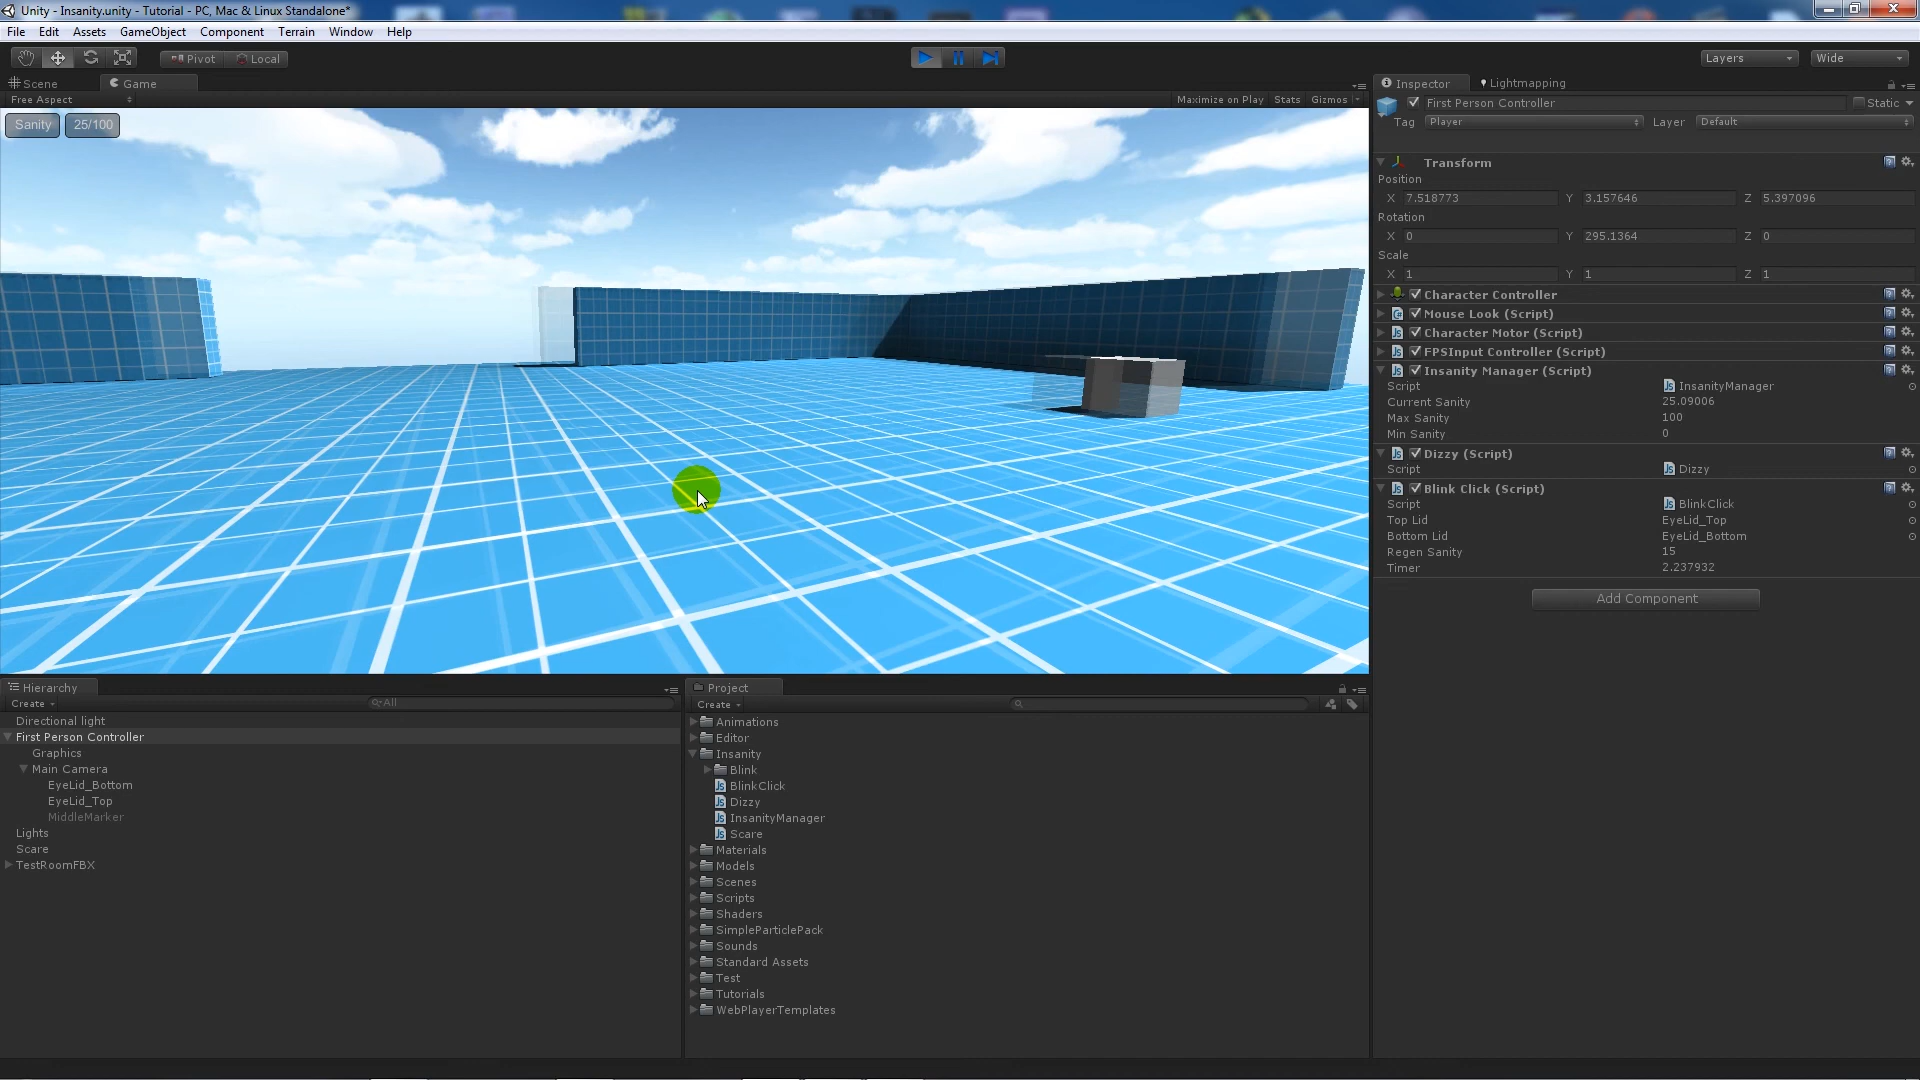 Unity - Insanity.unity - Tutorial - PC, Mac & Linux Standalone*
File Edit Assets GameObject Component Terrain Window Help
Pivot Local Layers Wide
Scene Game
Free Aspect Maximize on Play Stats Gizmos
Sanity 25/100
Inspector Lightmapping
First Person Controller Static
Tag Player Layer Default
Transform
Position
X 7.518773 Y 3.157646 Z 5.397096
Rotation
X 0 Y 295.1364 Z 0
Scale
X 1 Y 1 Z 1
Character Controller
Mouse Look (Script)
Character Motor (Script)
FPSInput Controller (Script)
Insanity Manager (Script)
Script InsanityManager
Current Sanity 25.09006
Max Sanity 100
Min Sanity 0
Dizzy (Script)
Script Dizzy
Blink Click (Script)
Script BlinkClick
Top Lid EyeLid_Top
Bottom Lid EyeLid_Bottom
Regen Sanity 15
Timer 2.237932
Add Component
Hierarchy
Create All
Directional light
First Person Controller
Graphics
Main Camera
EyeLid_Bottom
EyeLid_Top
MiddleMarker
Lights
Scare
TestRoomFBX
Project
Create
Animations
Editor
Insanity
Blink
BlinkClick
Dizzy
InsanityManager
Scare
Materials
Models
Scenes
Scripts
Shaders
SimpleParticlePack
Sounds
Standard Assets
Test
Tutorials
WebPlayerTemplates